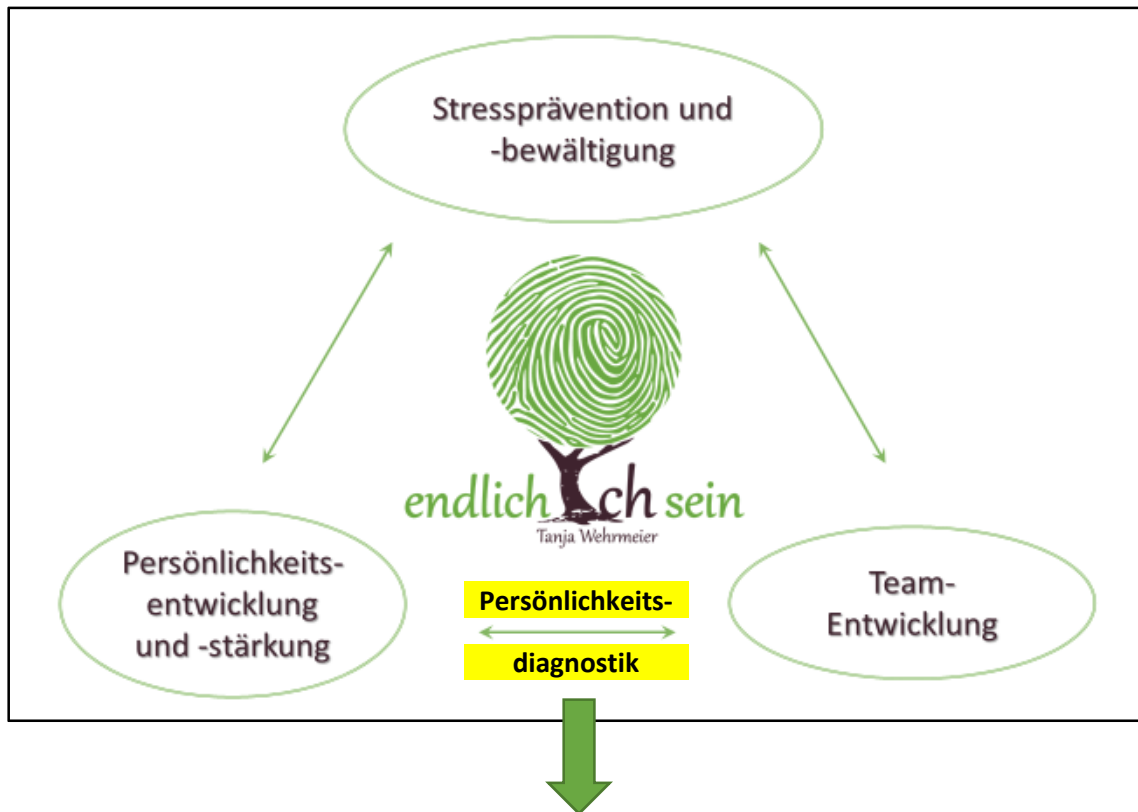 Stressprävention und
-bewältigung
endlich Ich sein
Tanja Wehrmeier
Persönlichkeits-
entwicklung
und -stärkung
Persönlichkeits-
diagnostik
Team-
Entwicklung